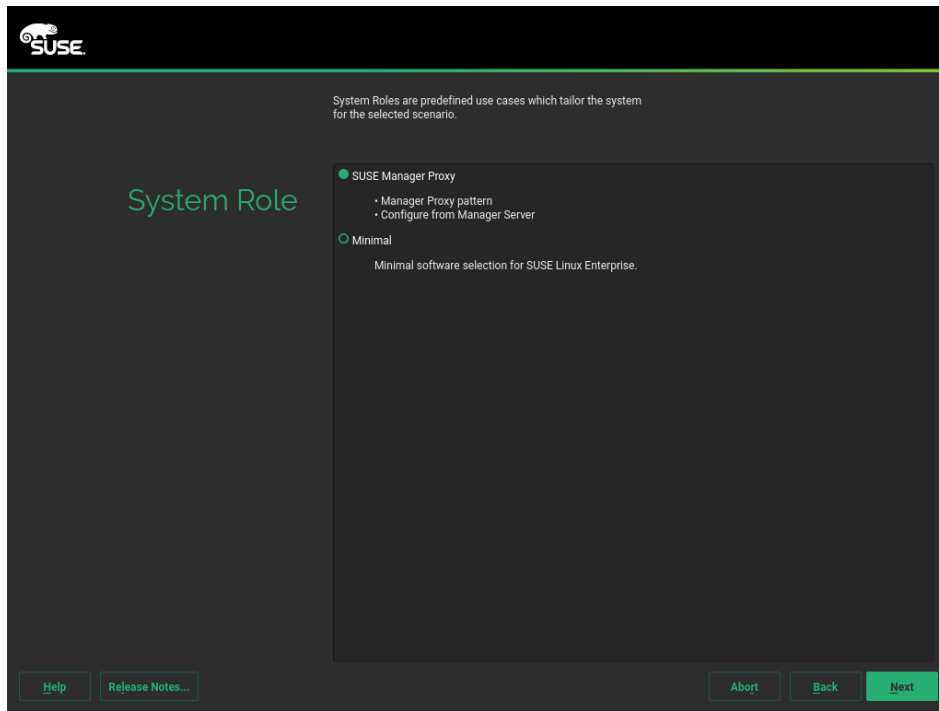 SUSE.
System Roles are predefined use cases which tailor the system
for the selected scenario.
System Role
SUSE Manager Proxy
• Manager Proxy pattern
• Configure from Manager Server
Minimal
Minimal software selection for SUSE Linux Enterprise.
Help
Release Notes...
Abort
Back
Next